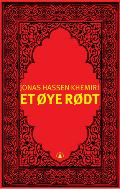 JONAS HASSEN KHEMIRI
ET ØYE RØDT